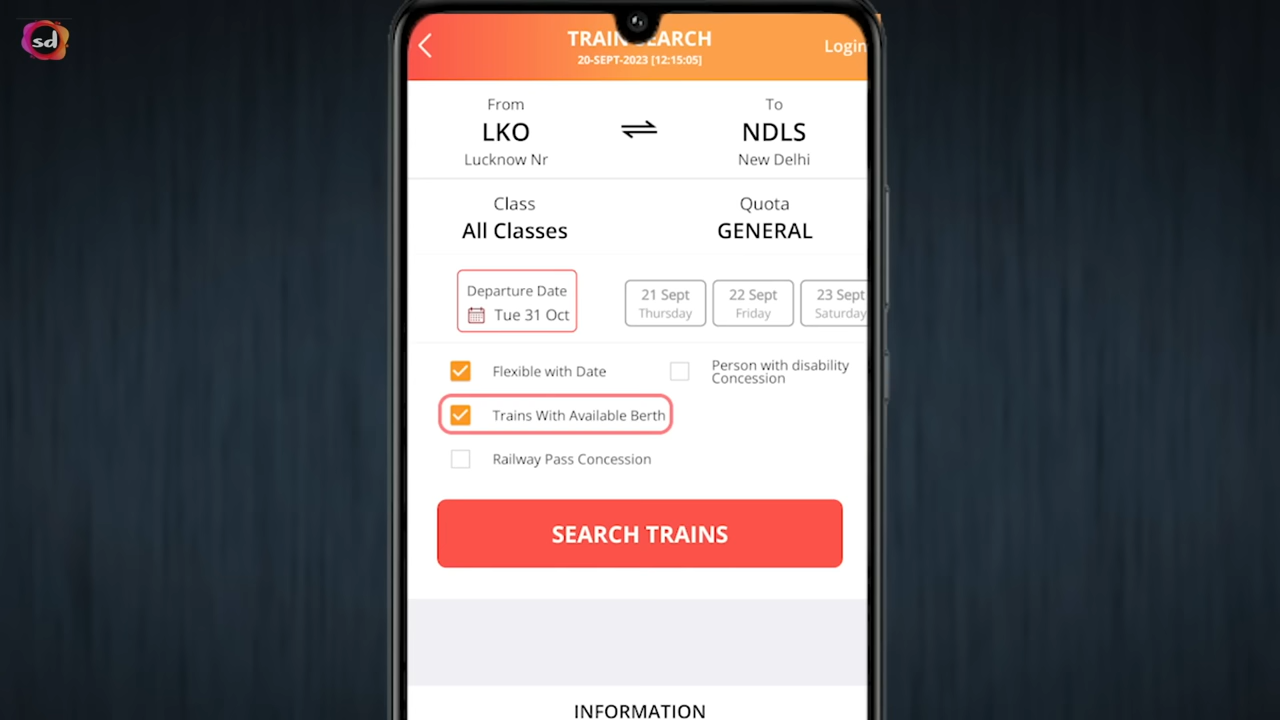 sd
TRAIN SEARCH
20-SEPT-2023 [12:15:05]
Login
From
To
LKO
NDLS
Lucknow Nr
New Delhi
Class
Quota
All Classes
GENERAL
Departure Date
Tue 31 Oct
21 Sept
Thursday
22 Sept
Friday
23 Sept
Saturday
Flexible with Date
Person with disability
Concession
Trains With Available Berth
Railway Pass Concession
SEARCH TRAINS
INFORMATION